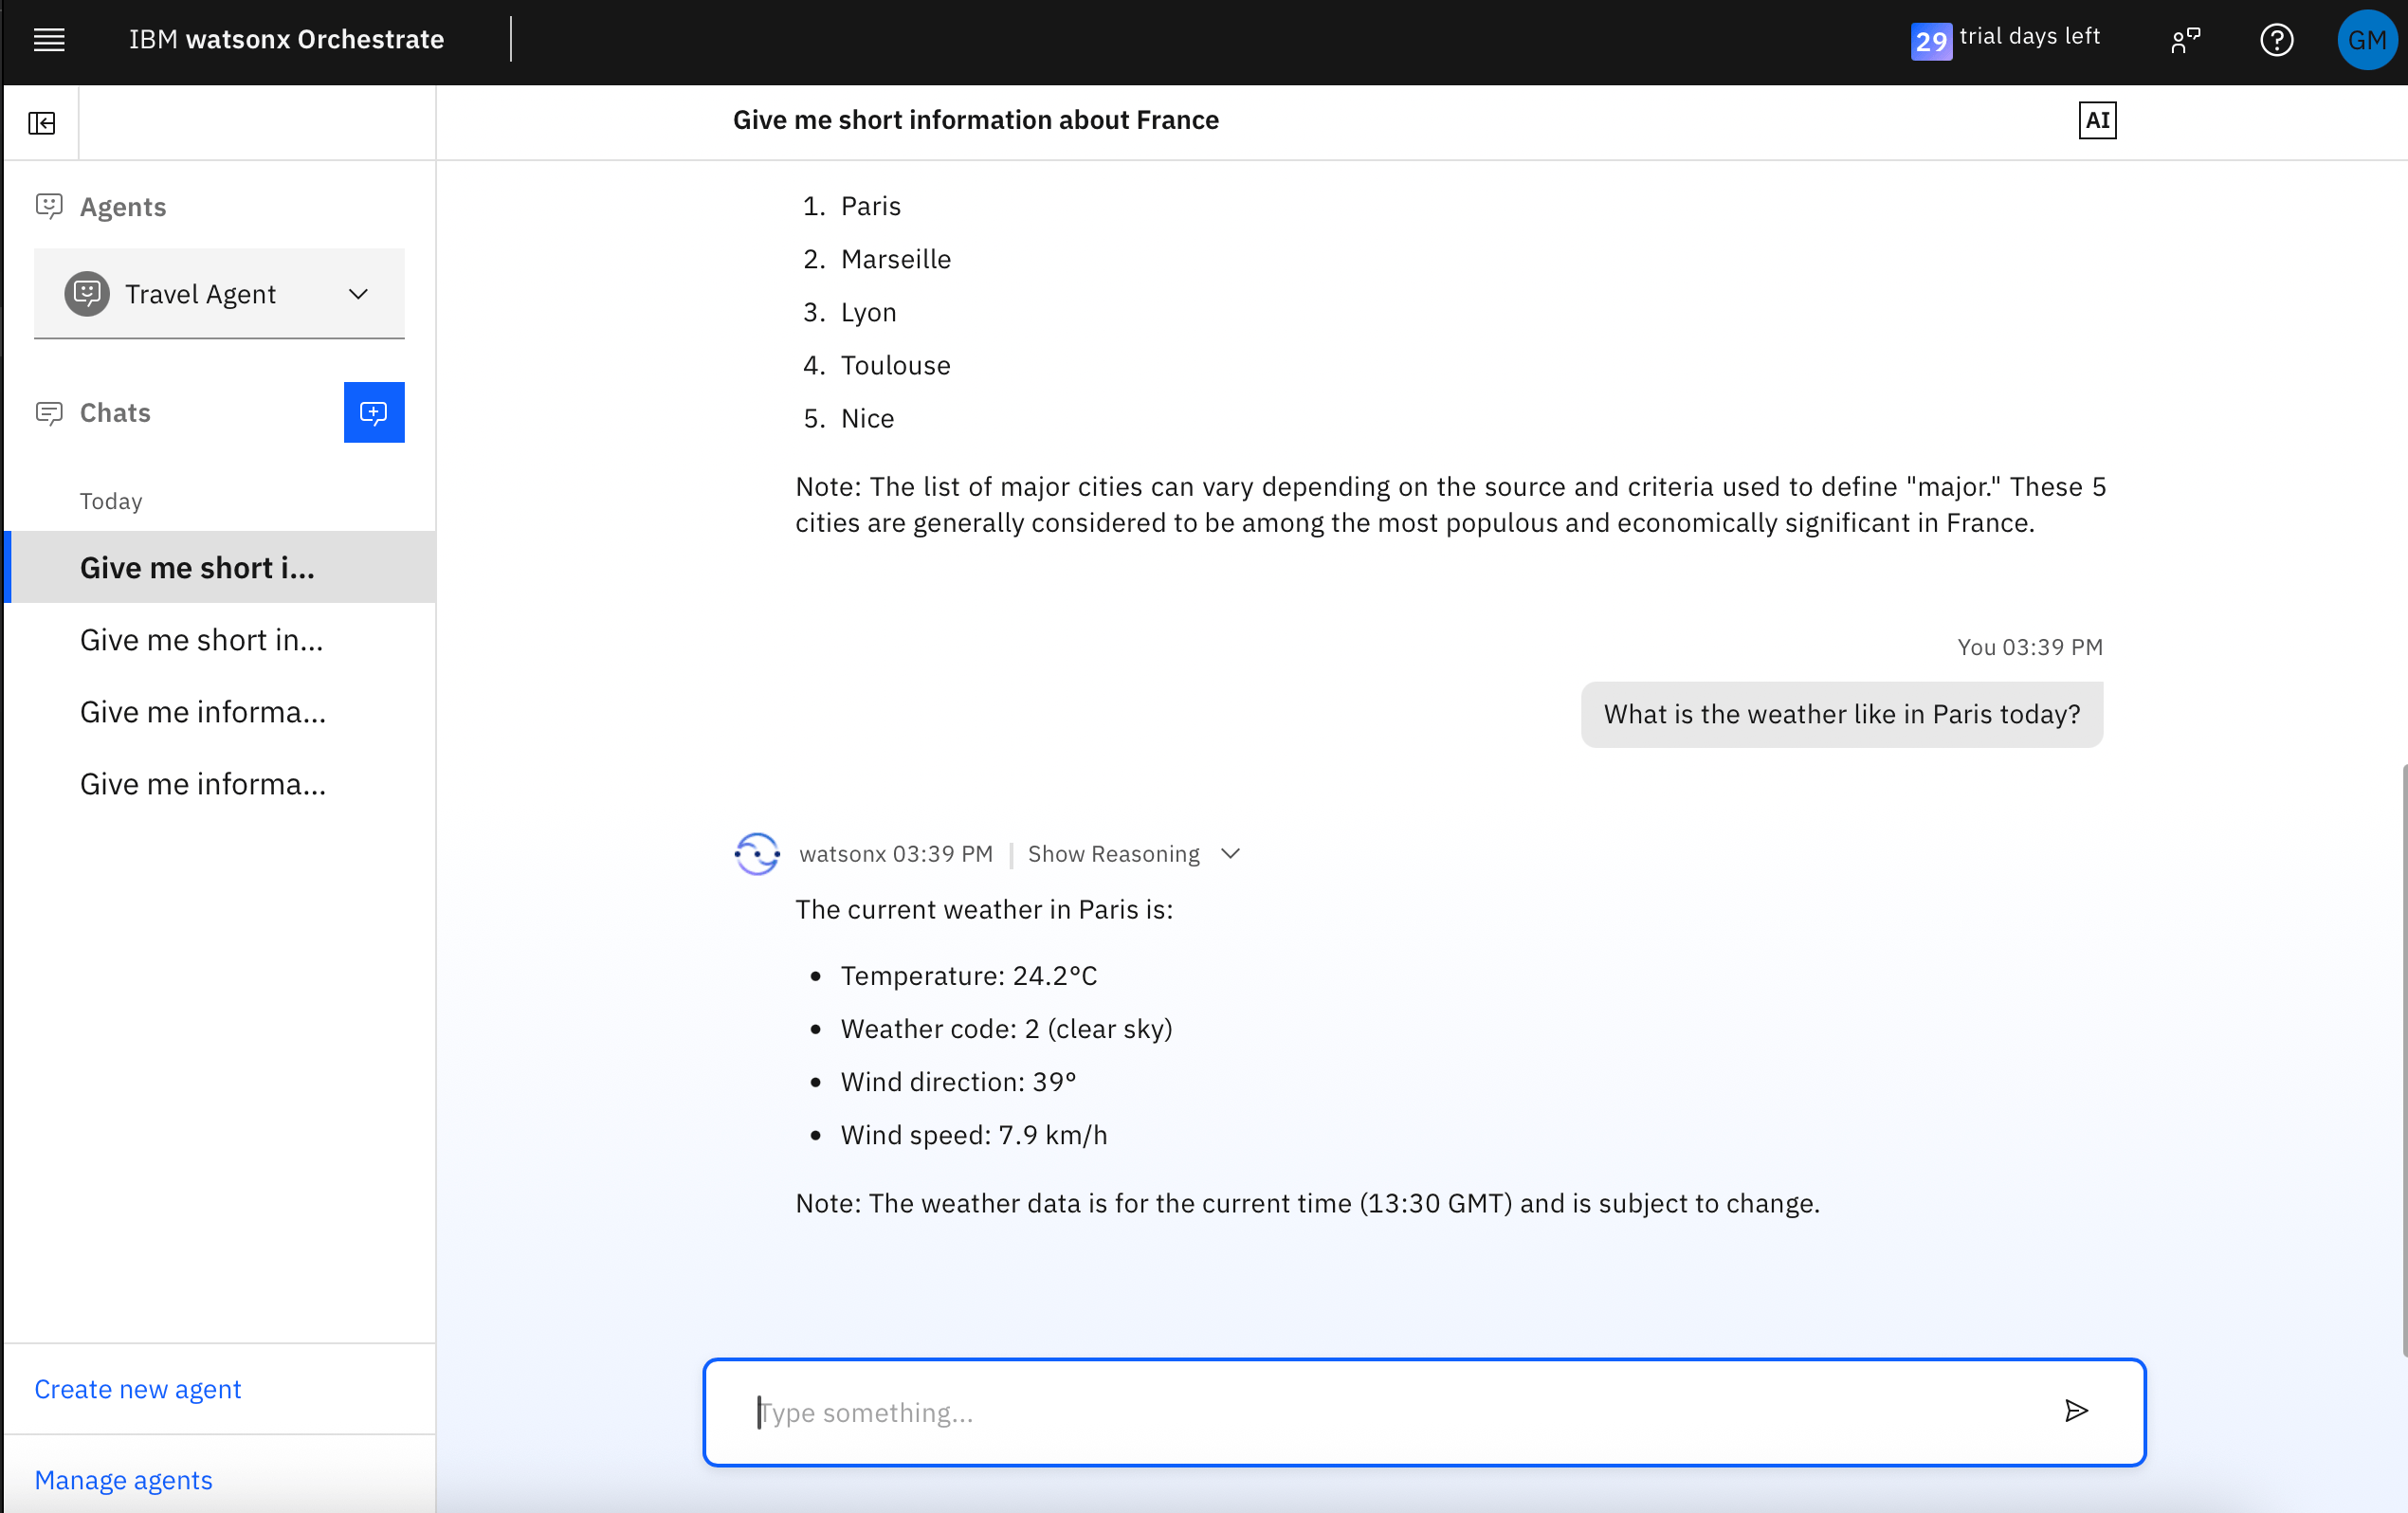 IBM watsonx Orchestrate
29 trial days left
GM
Give me short information about France
AI
Agents
Travel Agent
Chats
Today
Give me short i...
Give me short in...
Give me informa...
Give me informa...
Create new agent
Manage agents
1. Paris
2. Marseille
3. Lyon
4. Toulouse
5. Nice
Note: The list of major cities can vary depending on the source and criteria used to define "major." These 5
cities are generally considered to be among the most populous and economically significant in France.
You 03:39 PM
What is the weather like in Paris today?
watsonx 03:39 PM | Show Reasoning
The current weather in Paris is:
• Temperature: 24.2°C
• Weather code: 2 (clear sky)
• Wind direction: 39°
• Wind speed: 7.9 km/h
Note: The weather data is for the current time (13:30 GMT) and is subject to change.
Type something...